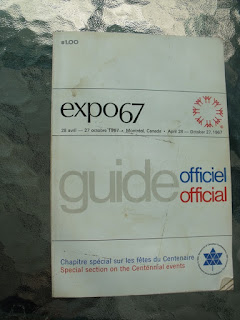 $1.00
expo67
28 avril — 27 octobre 1967 • Montréal, Canada • April 28 — October 27, 1967
guide officiel
official
Chapitre spécial sur les fêtes du Centenaire
Special section on the Centennial events